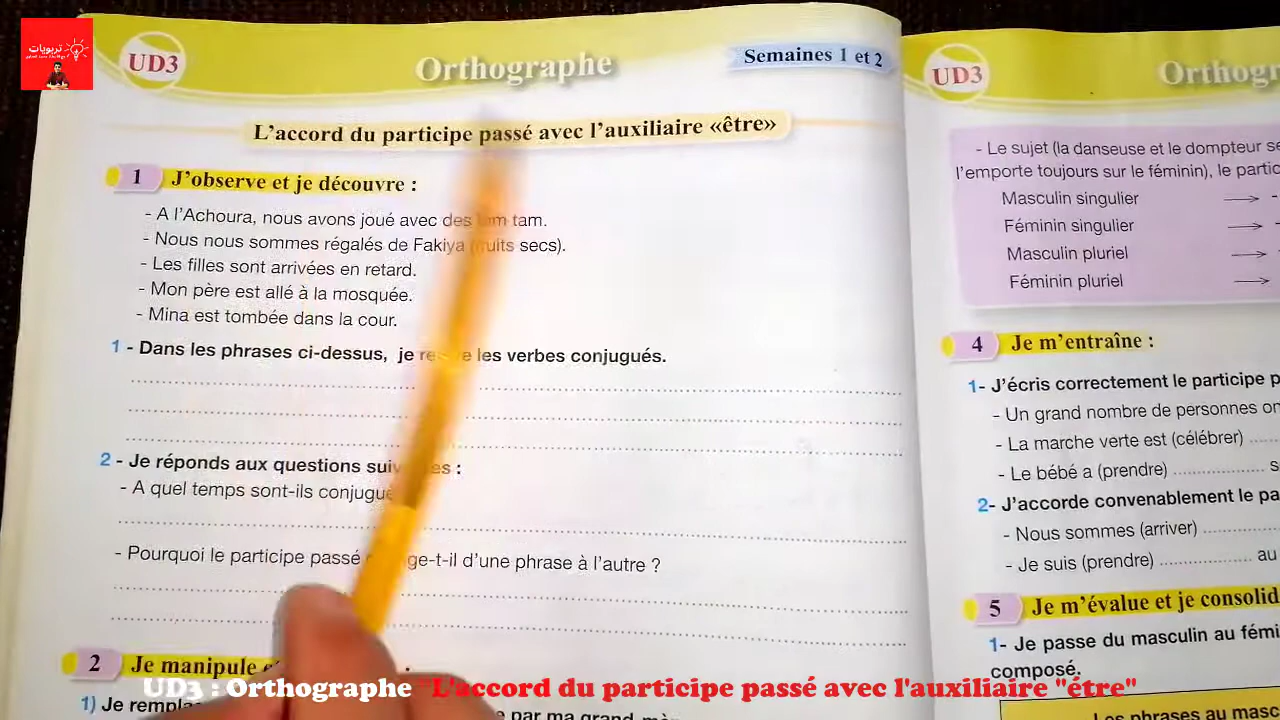 تربويات
UD3
Orthographe
Semaines 1 et 2
L'accord du participe passé avec l'auxiliaire «être»
1 J'observe et je découvre :
- A l'Achoura, nous avons joué avec des tam tam.
- Nous nous sommes régalés de Fakiya (fruits secs).
- Les filles sont arrivées en retard.
- Mon père est allé à la mosquée.
- Mina est tombée dans la cour.
1 - Dans les phrases ci-dessus, je les verbes conjugués.
2 - Je réponds aux questions suivantes :
- A quel temps sont-ils
- Pourquoi le participe passé change-t-il d'une phrase à l'autre ?
2 Je manipule
1) Je par ma
UD3
- Le sujet (la danseuse et le dompteur
l'emporte toujours sur le féminin), le
Masculin singulier →
Féminin singulier →
Masculin pluriel →
Féminin pluriel →
4 Je m'entraîne :
1- J'écris correctement le participe
- Un grand nombre de personnes
- La marche verte est (célébrer)
- Le bébé a (prendre)
2- J'accorde convenablement le
- Nous sommes (arriver)
- Je suis (prendre) au
5 Je m'évalue et je
1- Je passe du masculin au
composé.
Les phrases au
UD3 : Orthographe "L'accord du participe passé avec l'auxiliaire "étre"